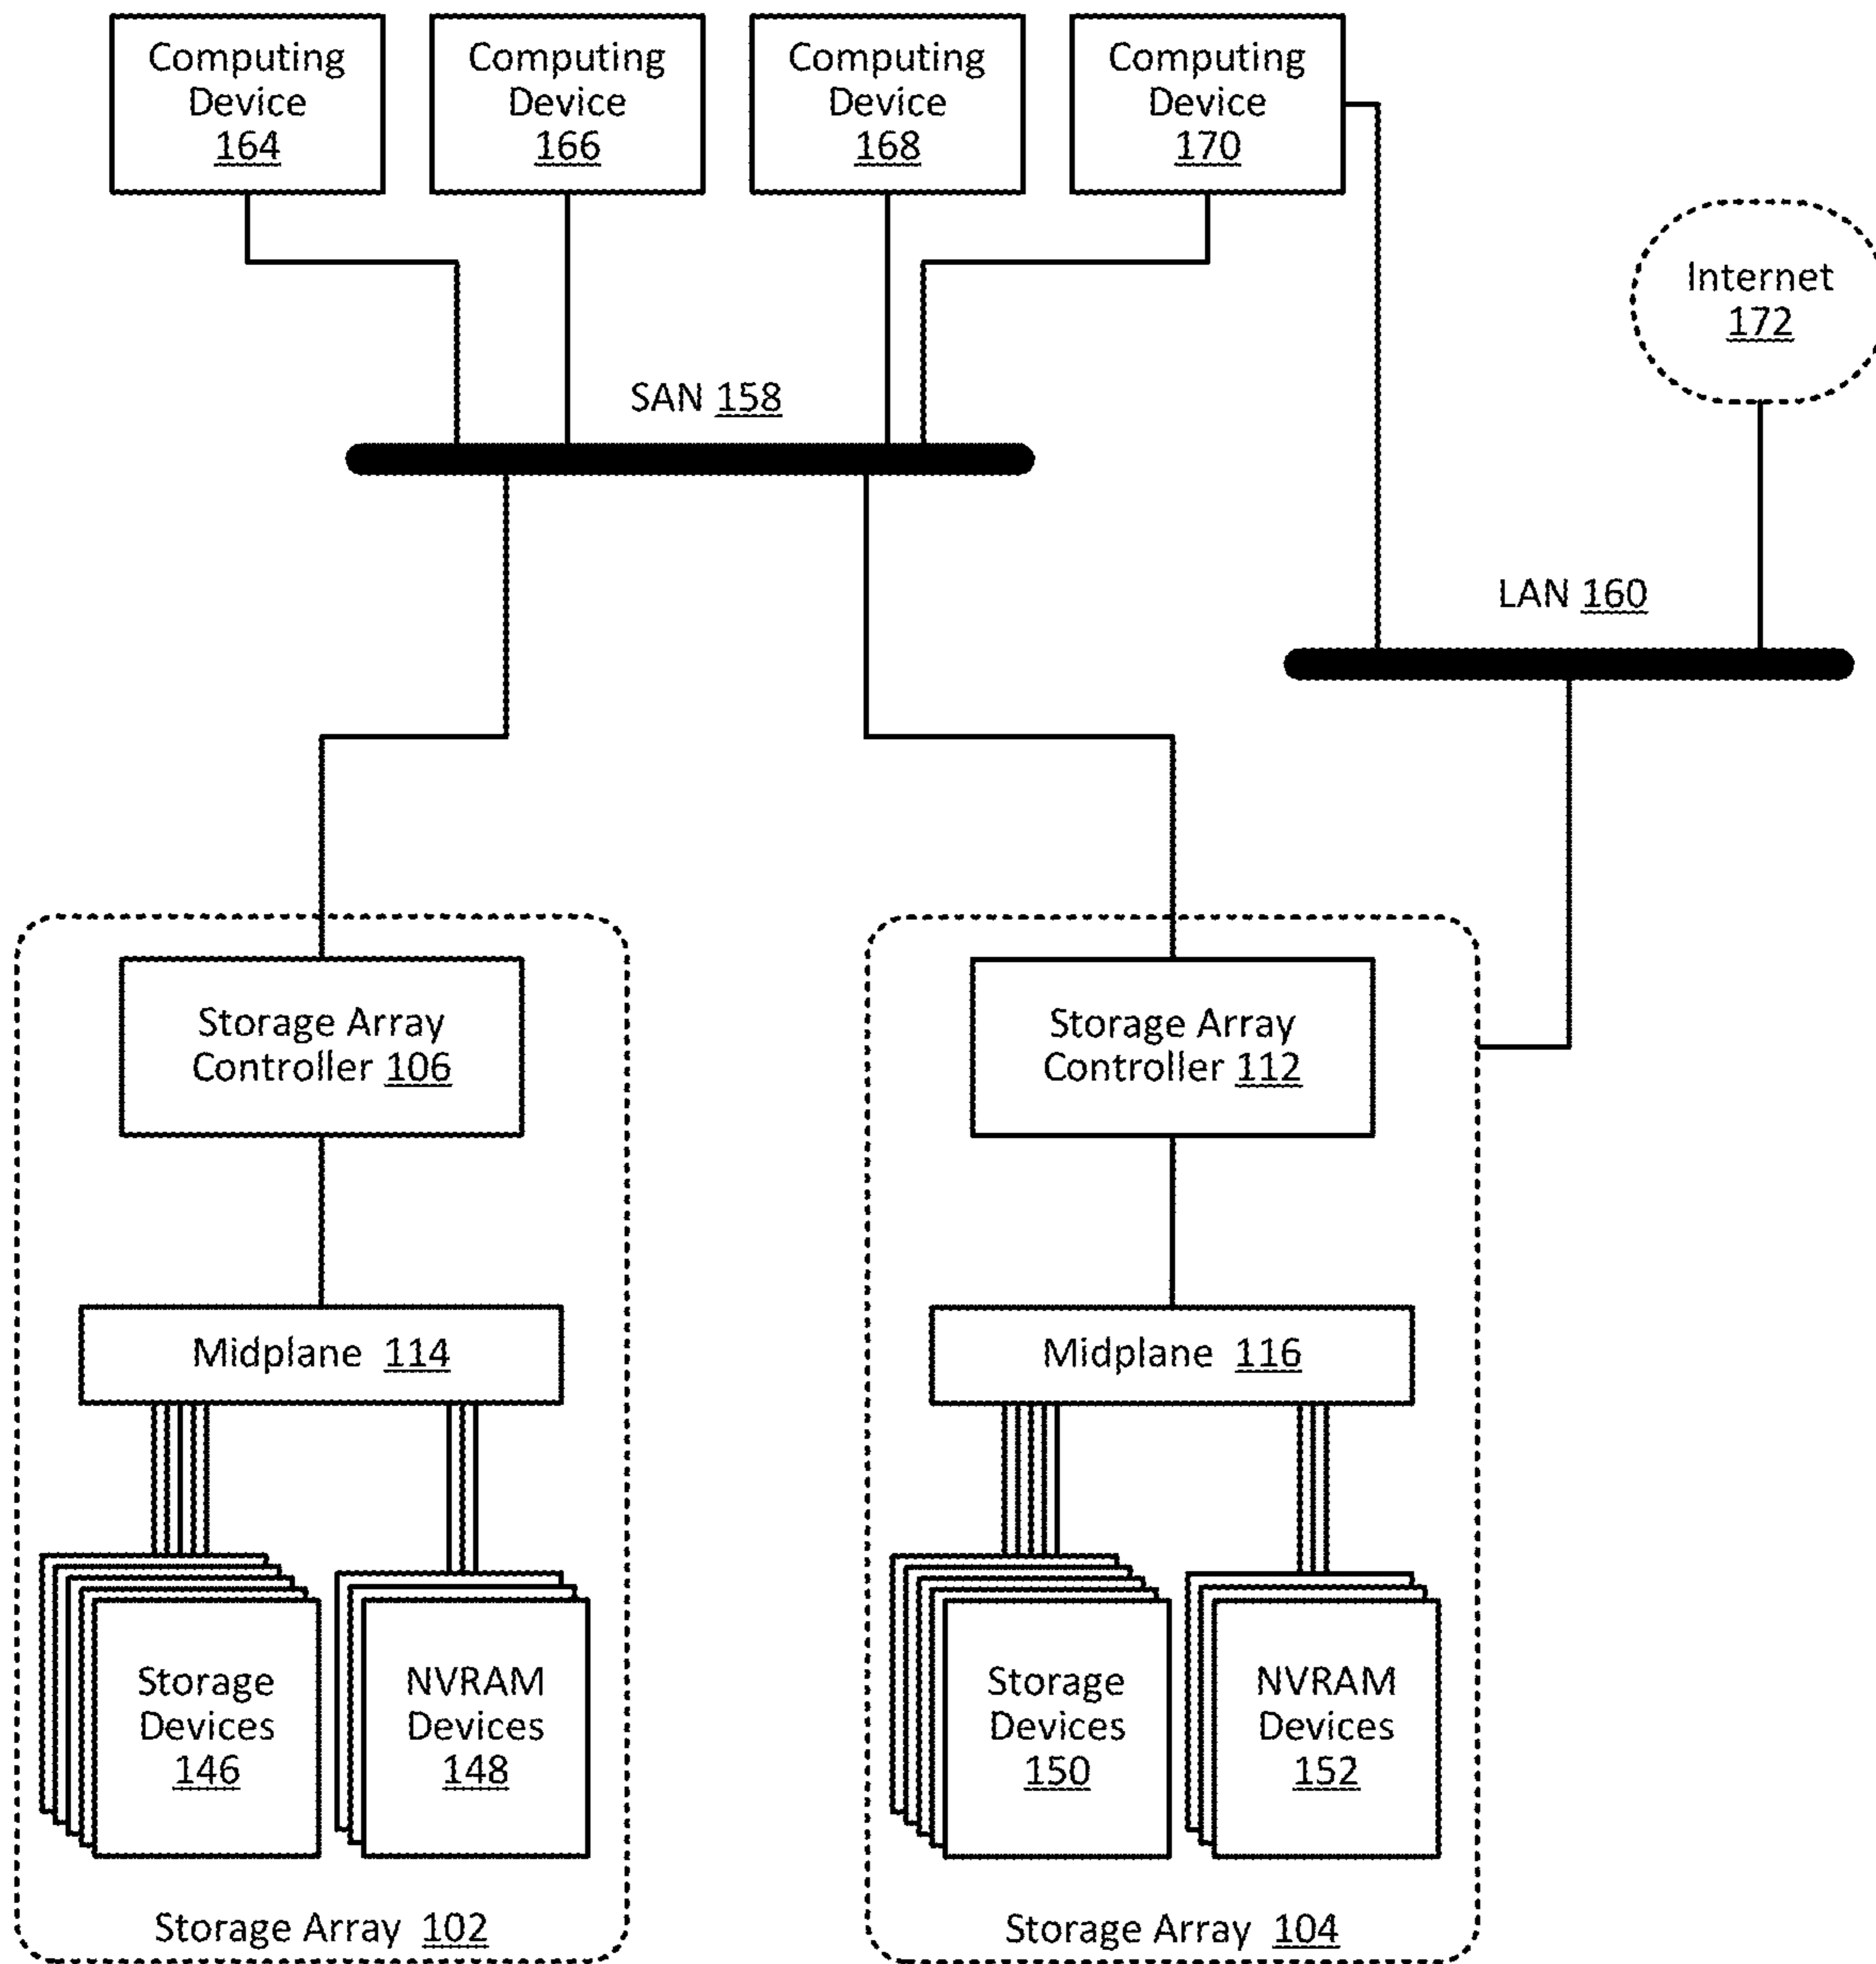 Computing
Device
164
Computing
Device
166
Computing
Device
168
Computing
Device
170
Internet
172
SAN 158
LAN 160
Storage Array
Controller 106
Storage Array
Controller 112
Midplane 114
Midplane 116
Storage
Devices
146
NVRAM
Devices
148
Storage
Devices
150
NVRAM
Devices
152
Storage Array 102
Storage Array 104